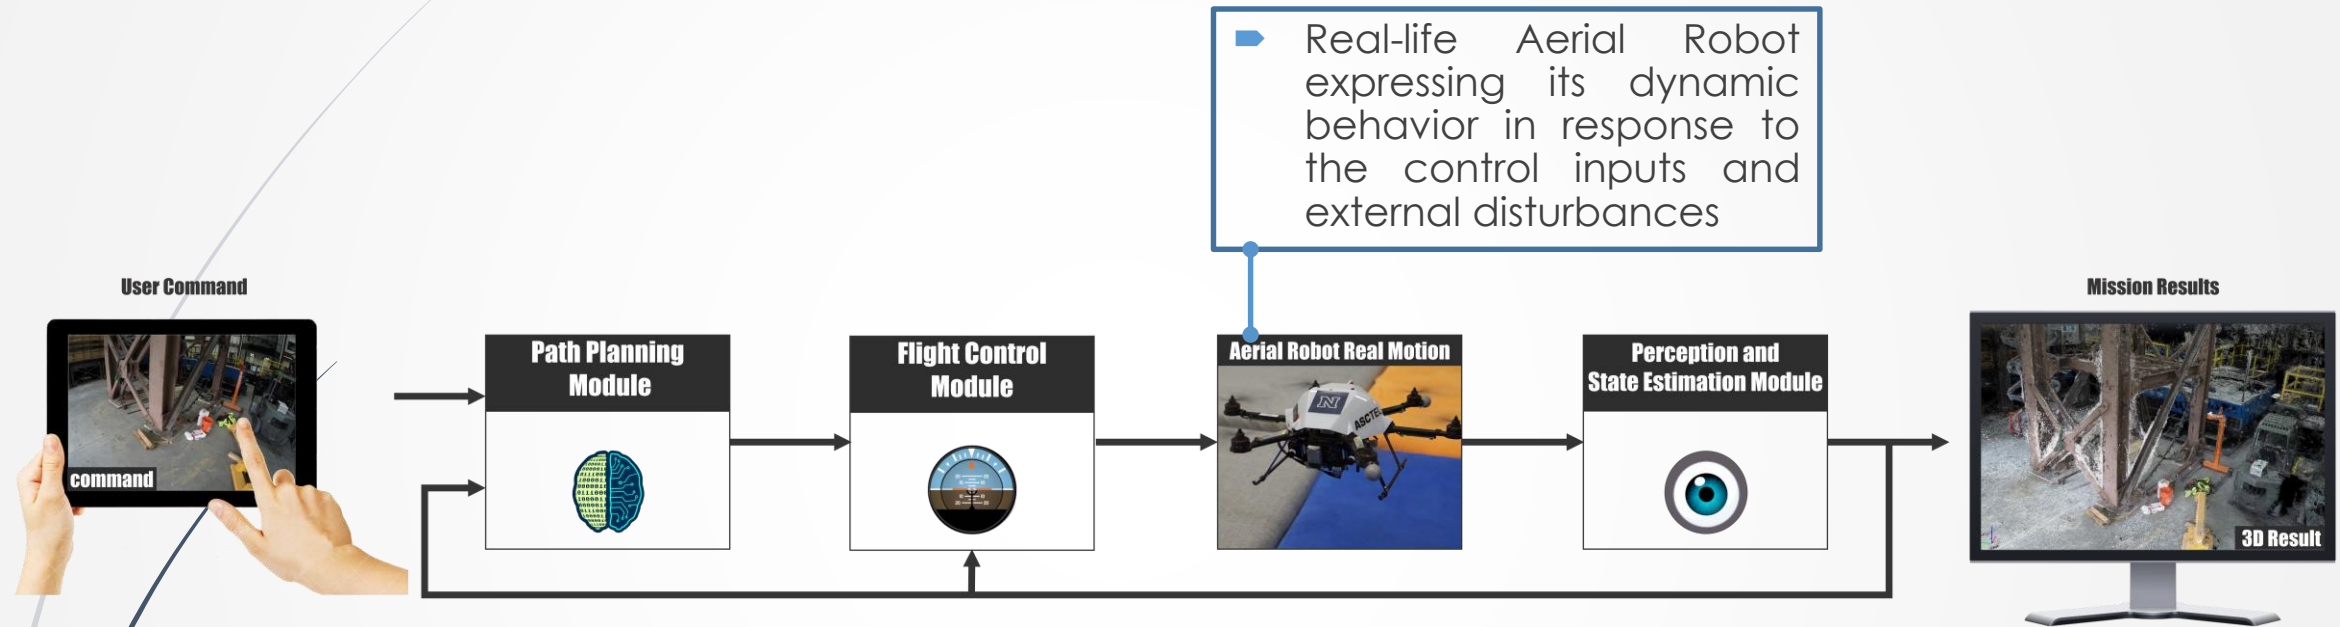 Real-life Aerial Robot
expressing its dynamic
behavior in response to
the control inputs and
external disturbances
User Command
command
Path Planning
Module
Flight Control
Module
Aerial Robot Real Motion
N
ASCTEC
Perception and
State Estimation Module
Mission Results
3D Result